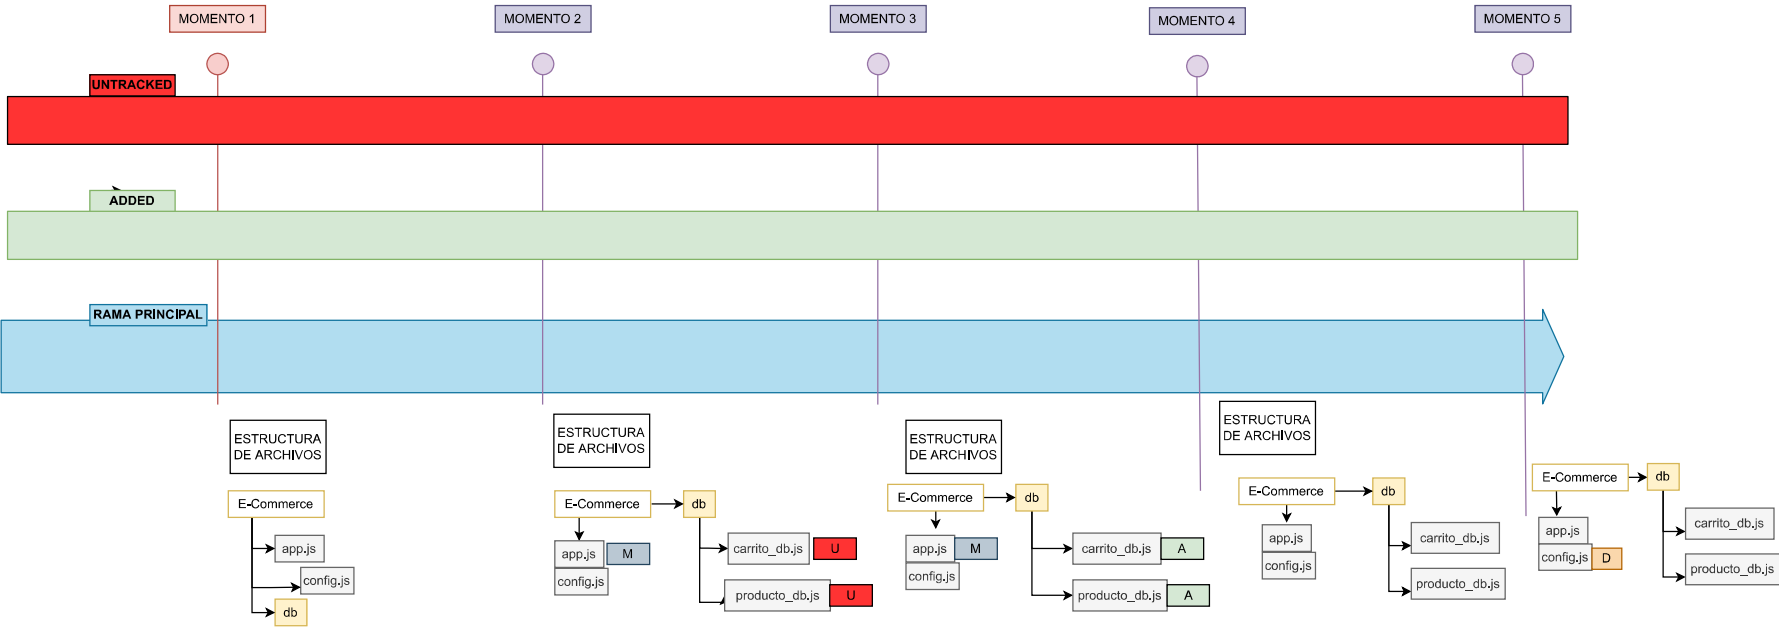 MOMENTO 1
MOMENTO 2
MOMENTO 3
MOMENTO 4
MOMENTO 5
UNTRACKED
ADDED
RAMA PRINCIPAL
ESTRUCTURA
DE ARCHIVOS
E-Commerce
app.js
config.js
db
ESTRUCTURA
DE ARCHIVOS
E-Commerce
db
app.js
M
config.js
carrito_db.js
U
producto_db.js
U
ESTRUCTURA
DE ARCHIVOS
E-Commerce
db
app.js
M
config.js
carrito_db.js
A
producto_db.js
A
ESTRUCTURA
DE ARCHIVOS
E-Commerce
db
app.js
config.js
carrito_db.js
producto_db.js
E-Commerce
db
app.js
config.js
D
carrito_db.js
producto_db.js